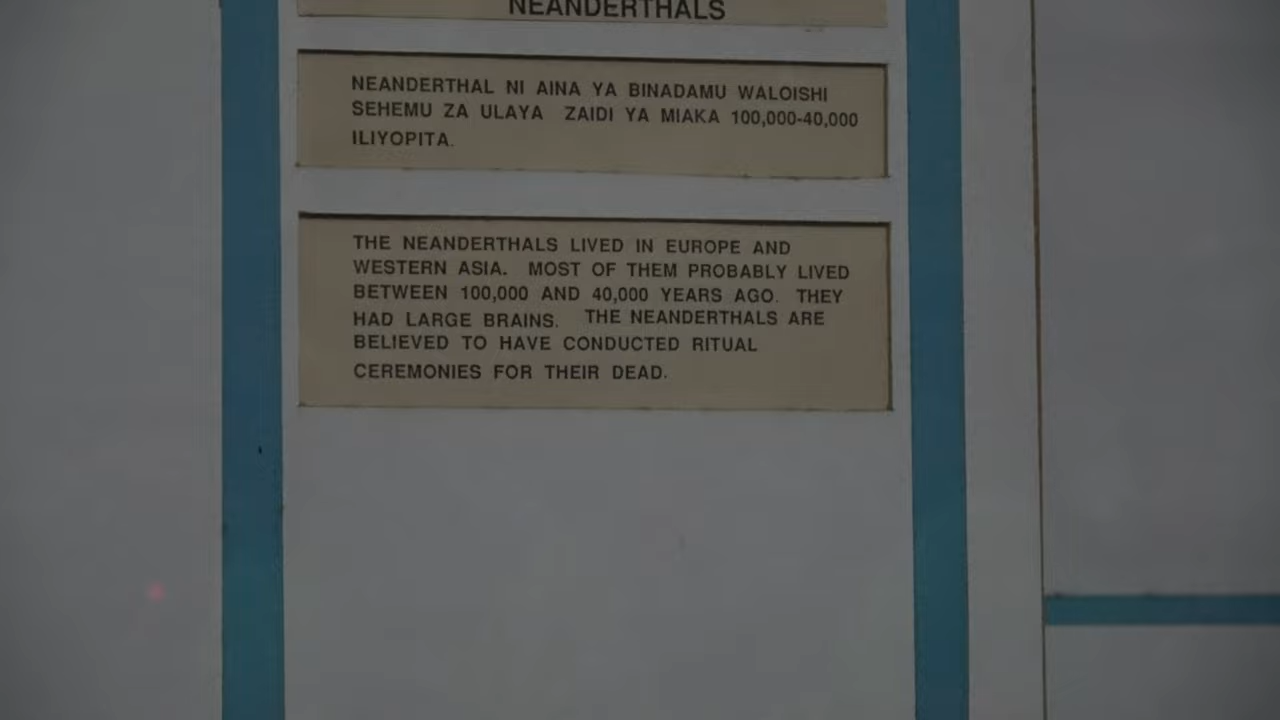 NEANDERTHALS
NEANDERTHAL NI AINA YA BINADAMU WALOISHI
SEHEMU ZA ULAYA ZAIDI YA MIAKA 100,000-40,000
ILIYOPITA.
THE NEANDERTHALS LIVED IN EUROPE AND
WESTERN ASIA. MOST OF THEM PROBABLY LIVED
BETWEEN 100,000 AND 40,000 YEARS AGO. THEY
HAD LARGE BRAINS. THE NEANDERTHALS ARE
BELIEVED TO HAVE CONDUCTED RITUAL
CEREMONIES FOR THEIR DEAD.